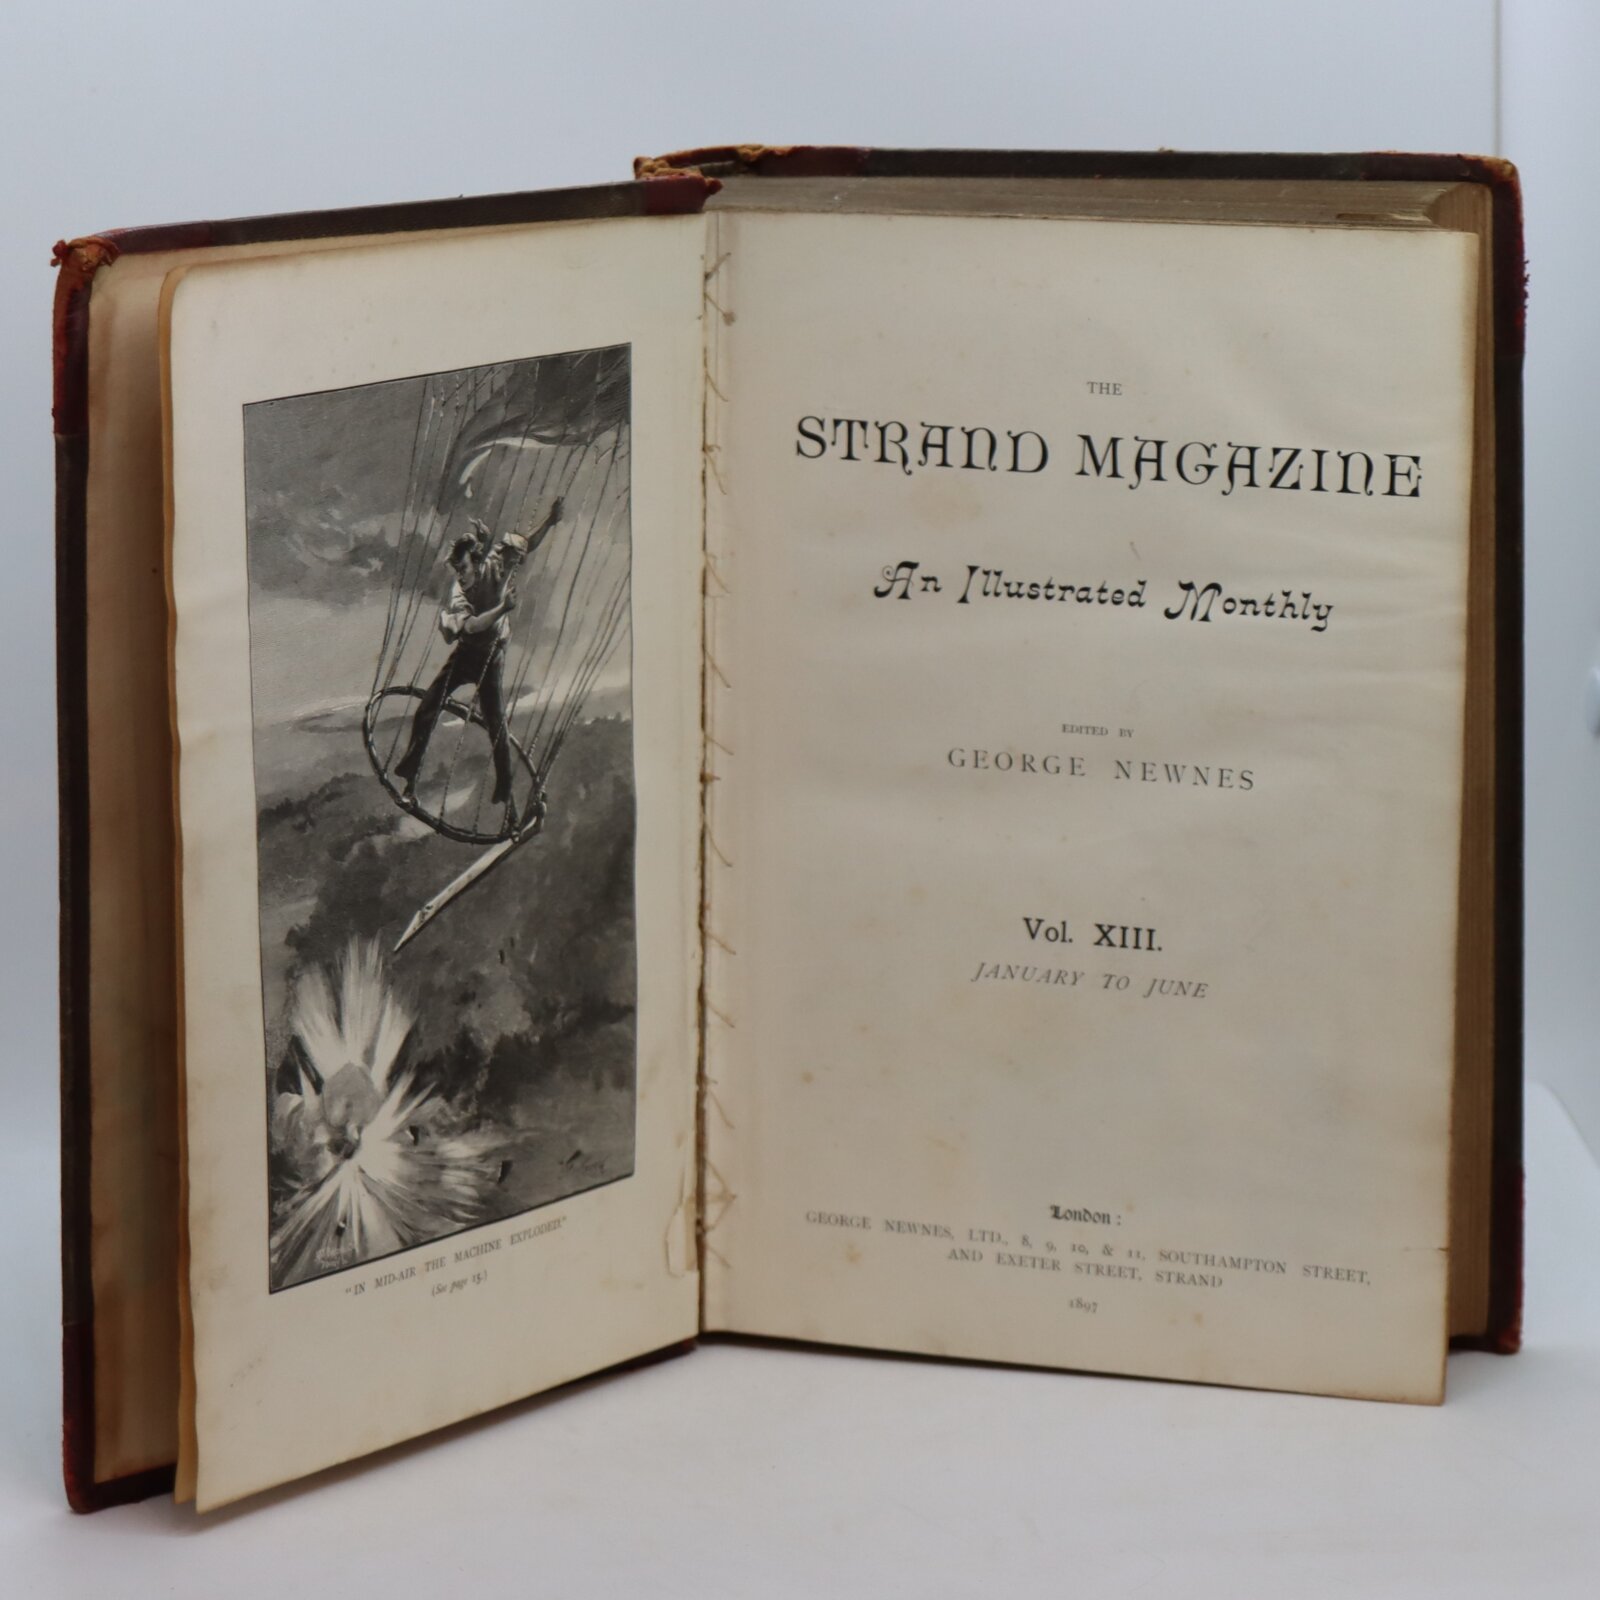 "IN MID-AIR THE MACHINE EXPLODED."
(See page 15.)
THE
STRAND MAGAZINE
An Illustrated Monthly
EDITED BY
GEORGE NEWNES
Vol. XIII.
JANUARY TO JUNE
London:
GEORGE NEWNES, LTD., 8, 9, 10, & 11, SOUTHAMPTON STREET,
AND EXETER STREET, STRAND
1897